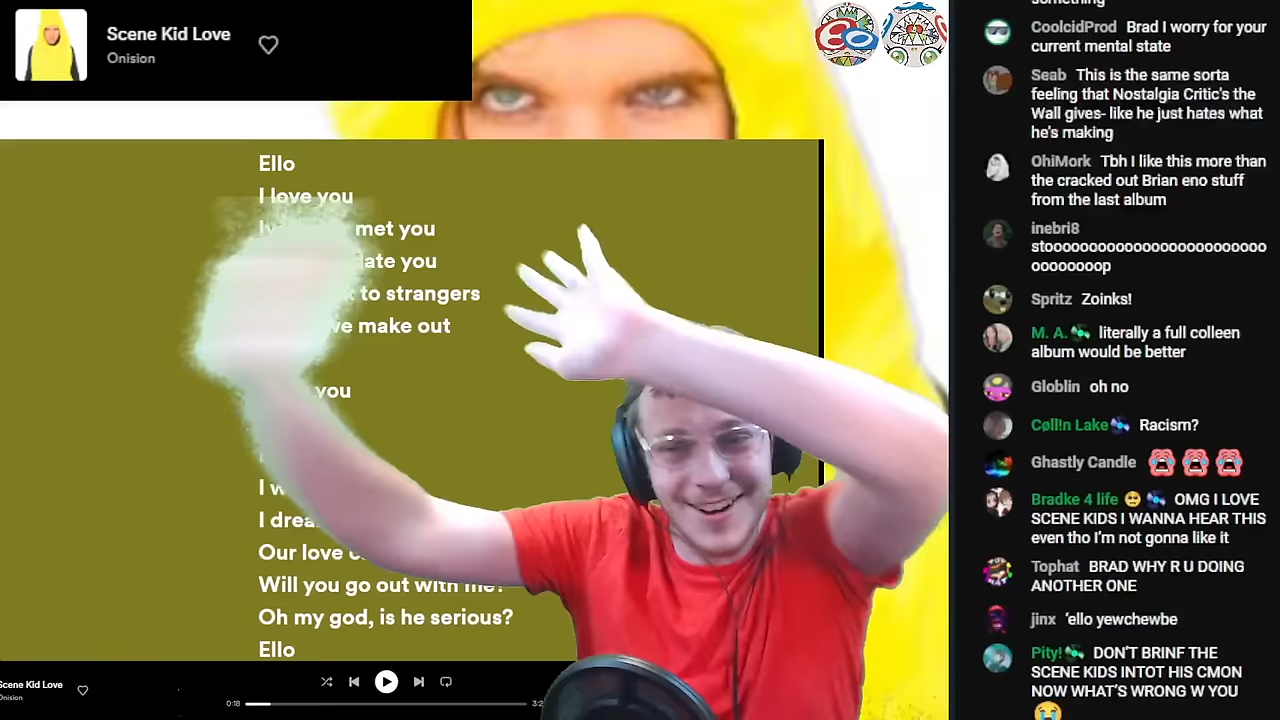 Scene Kid Love
Onision
Ello
I love you
met you
ate you
to strangers
ve make out
you
I w
I drea
Our love c
Will you go out with me?
Oh my god, is he serious?
Ello
Scene Kid Love
Onision
0:18
3:2
something
CoolcidProd Brad I worry for your
current mental state
Seab This is the same sorta
feeling that Nostalgia Critic's the
Wall gives- like he just hates what
he's making
OhiMork Tbh I like this more than
the cracked out Brian eno stuff
from the last album
inebri8
stoooooooooooooooooooooooooo
oooooooop
Spritz Zoinks!
M. A. literally a full colleen
album would be better
Globlin oh no
Cøll!n Lake Racism?
Ghastly Candle
Bradke 4 life OMG I LOVE
SCENE KIDS I WANNA HEAR THIS
even tho I'm not gonna like it
Tophat BRAD WHY R U DOING
ANOTHER ONE
jinx 'ello yewchewbe
Pity! DON'T BRINF THE
SCENE KIDS INTOT HIS CMON
NOW WHAT'S WRONG W YOU